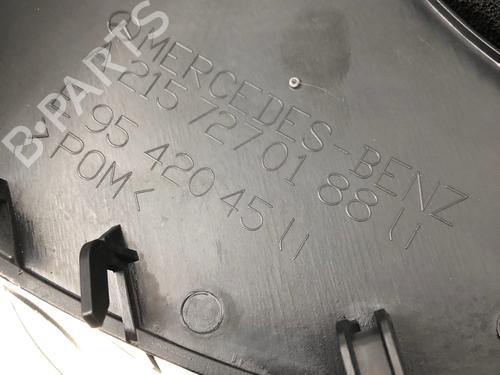 MERCEDES-BENZ
A 215 727 01 88
95 420 45
>POM<
B-PARTS